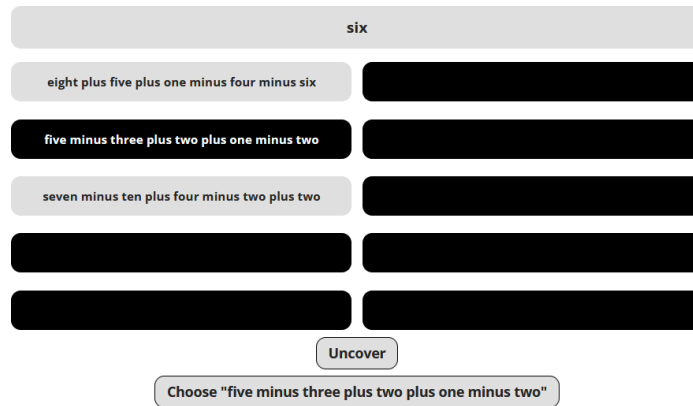 six
eight plus five plus one minus four minus six
five minus three plus two plus one minus two
seven minus ten plus four minus two plus two
Uncover
Choose "five minus three plus two plus one minus two"